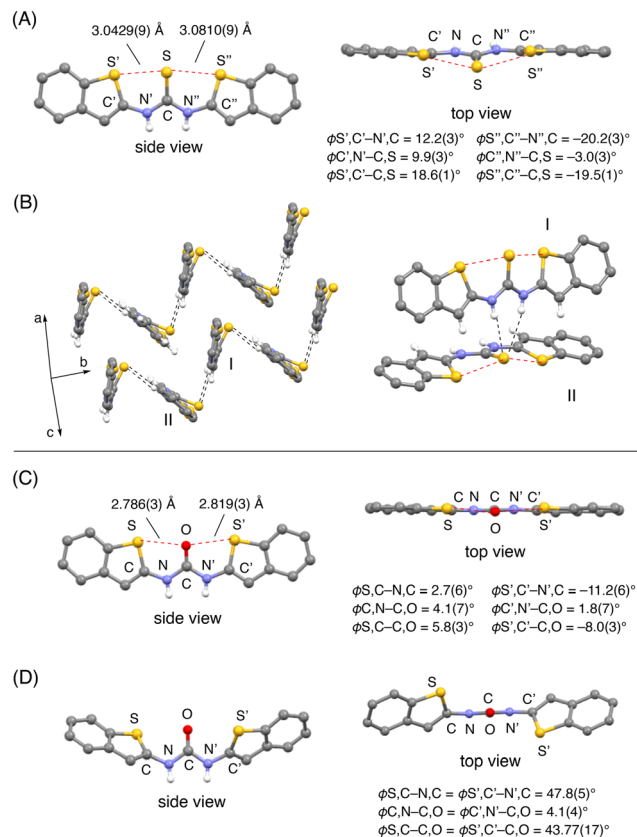 (A)
3.0429(9) Å
3.0810(9) Å
S’
S
S’’
C’
N’
C
N’’
C’’
side view
C’
N
C
N’’
C’’
S’
S
S’’
top view
ϕS’,C’–N’,C = 12.2(3)° ϕS’’,C’’–N’’,C = −20.2(3)°
ϕC’,N’–C,S = 9.9(3)° ϕC’’,N’’–C,S = −3.0(3)°
ϕS’,C’–C,S = 18.6(1)° ϕS’’,C’’–C,S = −19.5(1)°
(B)
a
b
c
I
II
I
II
(C)
2.786(3) Å
2.819(3) Å
S
O
S’
C
N
C
N’
C’
side view
C
N
C
N’
C’
S
O
S’
top view
ϕS,C–N,C = 2.7(6)° ϕS’,C’–N’,C = −11.2(6)°
ϕC,N–C,O = 4.1(7)° ϕC’,N’–C,O = 1.8(7)°
ϕS,C–C,O = 5.8(3)° ϕS’,C’–C,O = −8.0(3)°
(D)
S
O
S’
C
N
C
N’
C’
side view
S
C
C’
C
N
O
N’
S’
top view
ϕS,C–N,C = ϕS’,C’–N’,C = 47.8(5)°
ϕC,N–C,O = ϕC’,N’–C,O = 4.1(4)°
ϕS,C–C,O = ϕS’,C’–C,O = 43.77(17)°